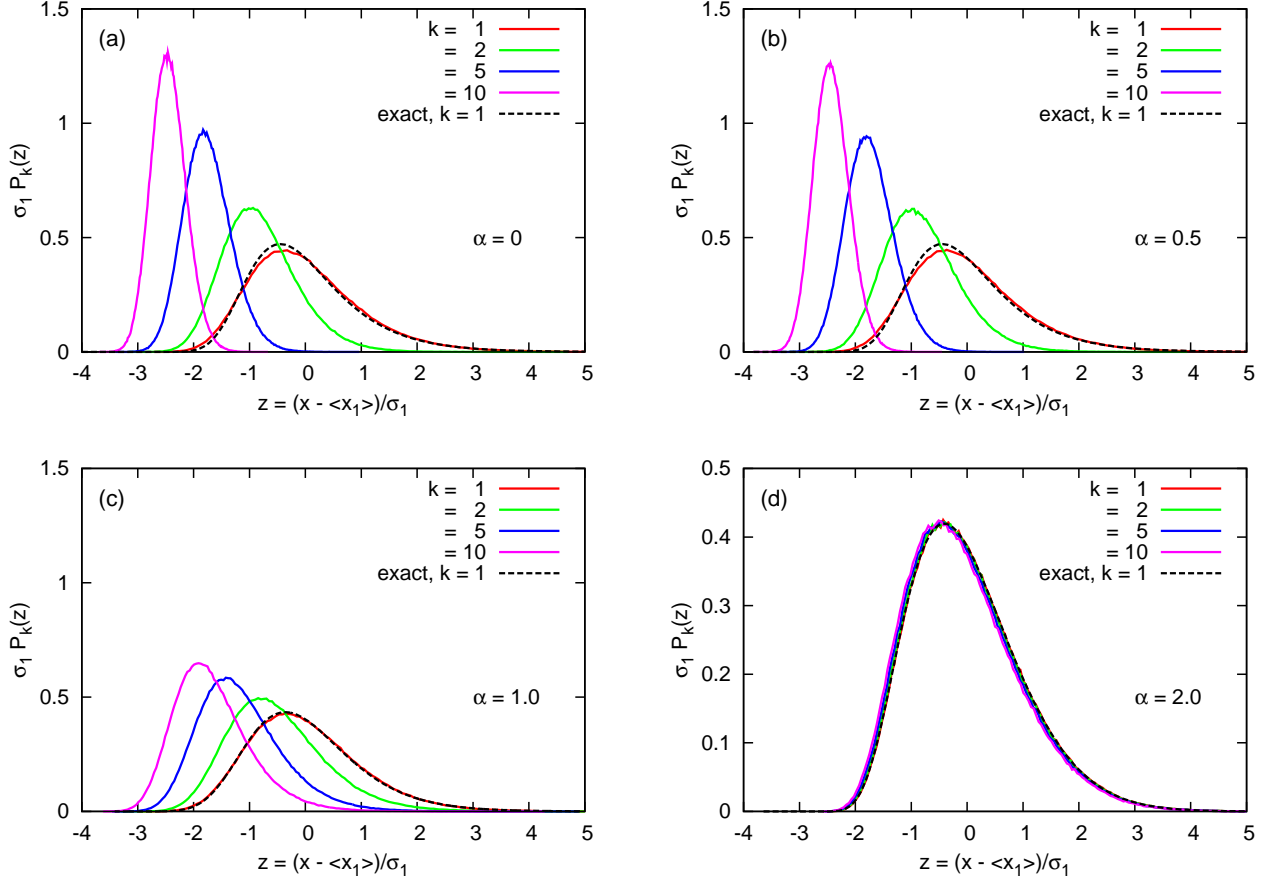 (a)
k = 1
= 2
= 5
= 10
exact, k = 1
α = 0
σ1 Pk(z)
0
0.5
1
1.5
-4 -3 -2 -1 0 1 2 3 4 5
z = (x - <x1>)/σ1
(b)
k = 1
= 2
= 5
= 10
exact, k = 1
α = 0.5
σ1 Pk(z)
0
0.5
1
1.5
-4 -3 -2 -1 0 1 2 3 4 5
z = (x - <x1>)/σ1
(c)
k = 1
= 2
= 5
= 10
exact, k = 1
α = 1.0
σ1 Pk(z)
0
0.5
1
1.5
-4 -3 -2 -1 0 1 2 3 4 5
z = (x - <x1>)/σ1
(d)
k = 1
= 2
= 5
= 10
exact, k = 1
α = 2.0
σ1 Pk(z)
0
0.1
0.2
0.3
0.4
0.5
-4 -3 -2 -1 0 1 2 3 4 5
z = (x - <x1>)/σ1